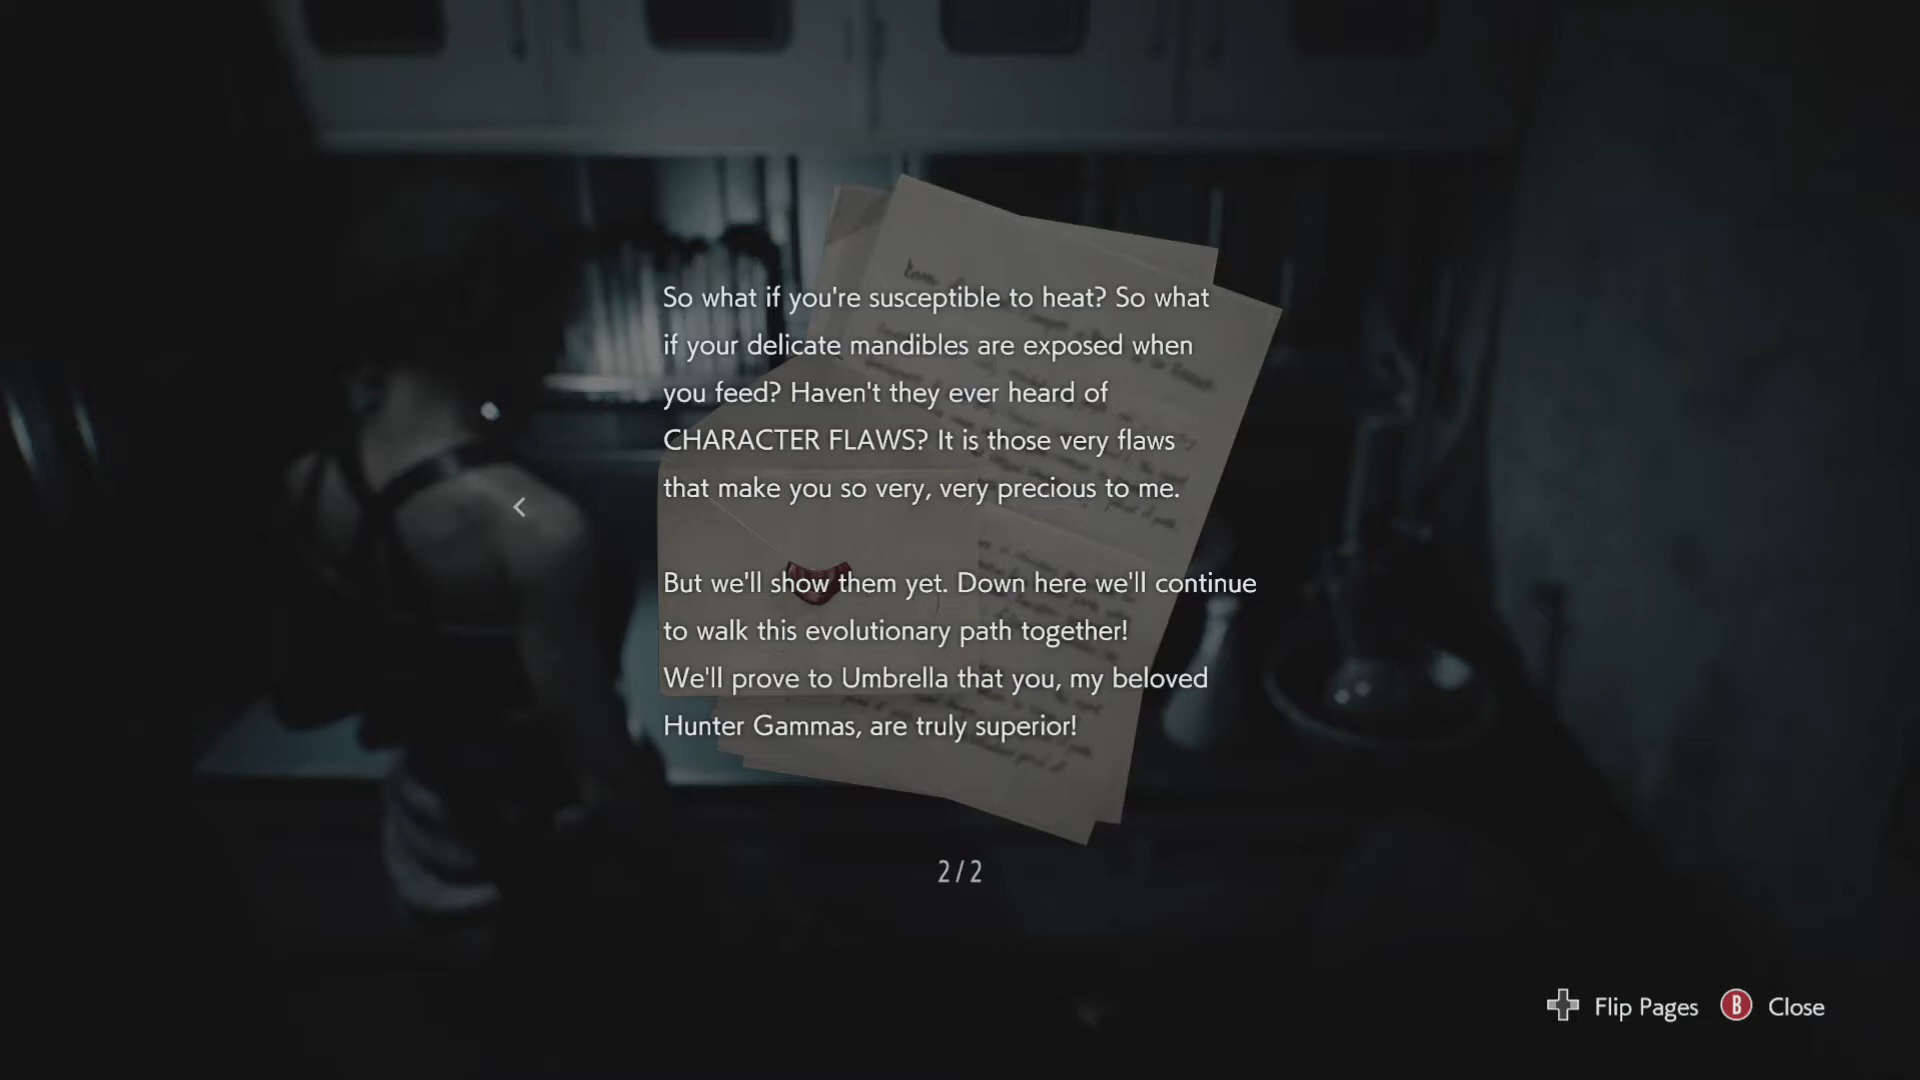 So what if you're susceptible to heat? So what
if your delicate mandibles are exposed when
you feed? Haven't they ever heard of
CHARACTER FLAWS? It is those very flaws
that make you so very, very precious to me.
But we'll show them yet. Down here we'll continue
to walk this evolutionary path together!
We'll prove to Umbrella that you, my beloved
Hunter Gammas, are truly superior!
2/2
Flip Pages B Close